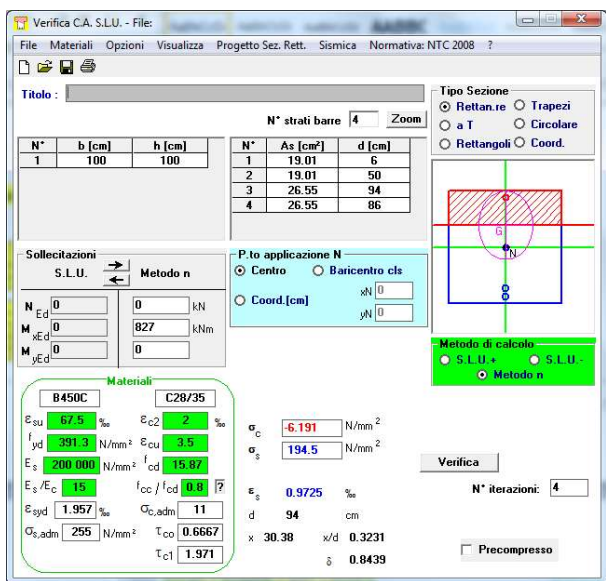 Verifica C.A. S.L.U. - File:
File Materiali Opzioni Visualizza Progetto Sez. Rett. Sismica Normativa: NTC 2008 ?
Titolo :
N° strati barre 4 Zoom
Tipo Sezione
Rettan.re Trapezi
a T Circolare
Rettangoli Coord.
N° b [cm] h [cm]
1 100 100
N° As [cm²] d [cm]
1 19.01 6
2 19.01 50
3 26.55 94
4 26.55 86
G
N
Sollecitazioni
S.L.U. Metodo n
N Ed 0 0 kN
M xEd 0 827 kNm
M yEd 0 0
P.to applicazione N
Centro Baricentro cls
Coord.[cm] xN 0
yN 0
Metodo di calcolo
S.L.U.+ S.L.U.-
Metodo n
Materiali
B450C C28/35
εsu 67.5 ‰ εc2 2 ‰
fyd 391.3 N/mm² εcu 3.5
Es 200 000 N/mm² fcd 15.87
Es/Ec 15 fcc / fcd 0.8 ?
εsyd 1.957 ‰ σc,adm 11
σs,adm 255 N/mm² τco 0.6667
τc1 1.971
σc -6.191 N/mm²
σs 194.5 N/mm²
εs 0.9725 ‰
d 94 cm
x 30.38 x/d 0.3231
δ 0.8439
Verifica
N° iterazioni: 4
Precompresso